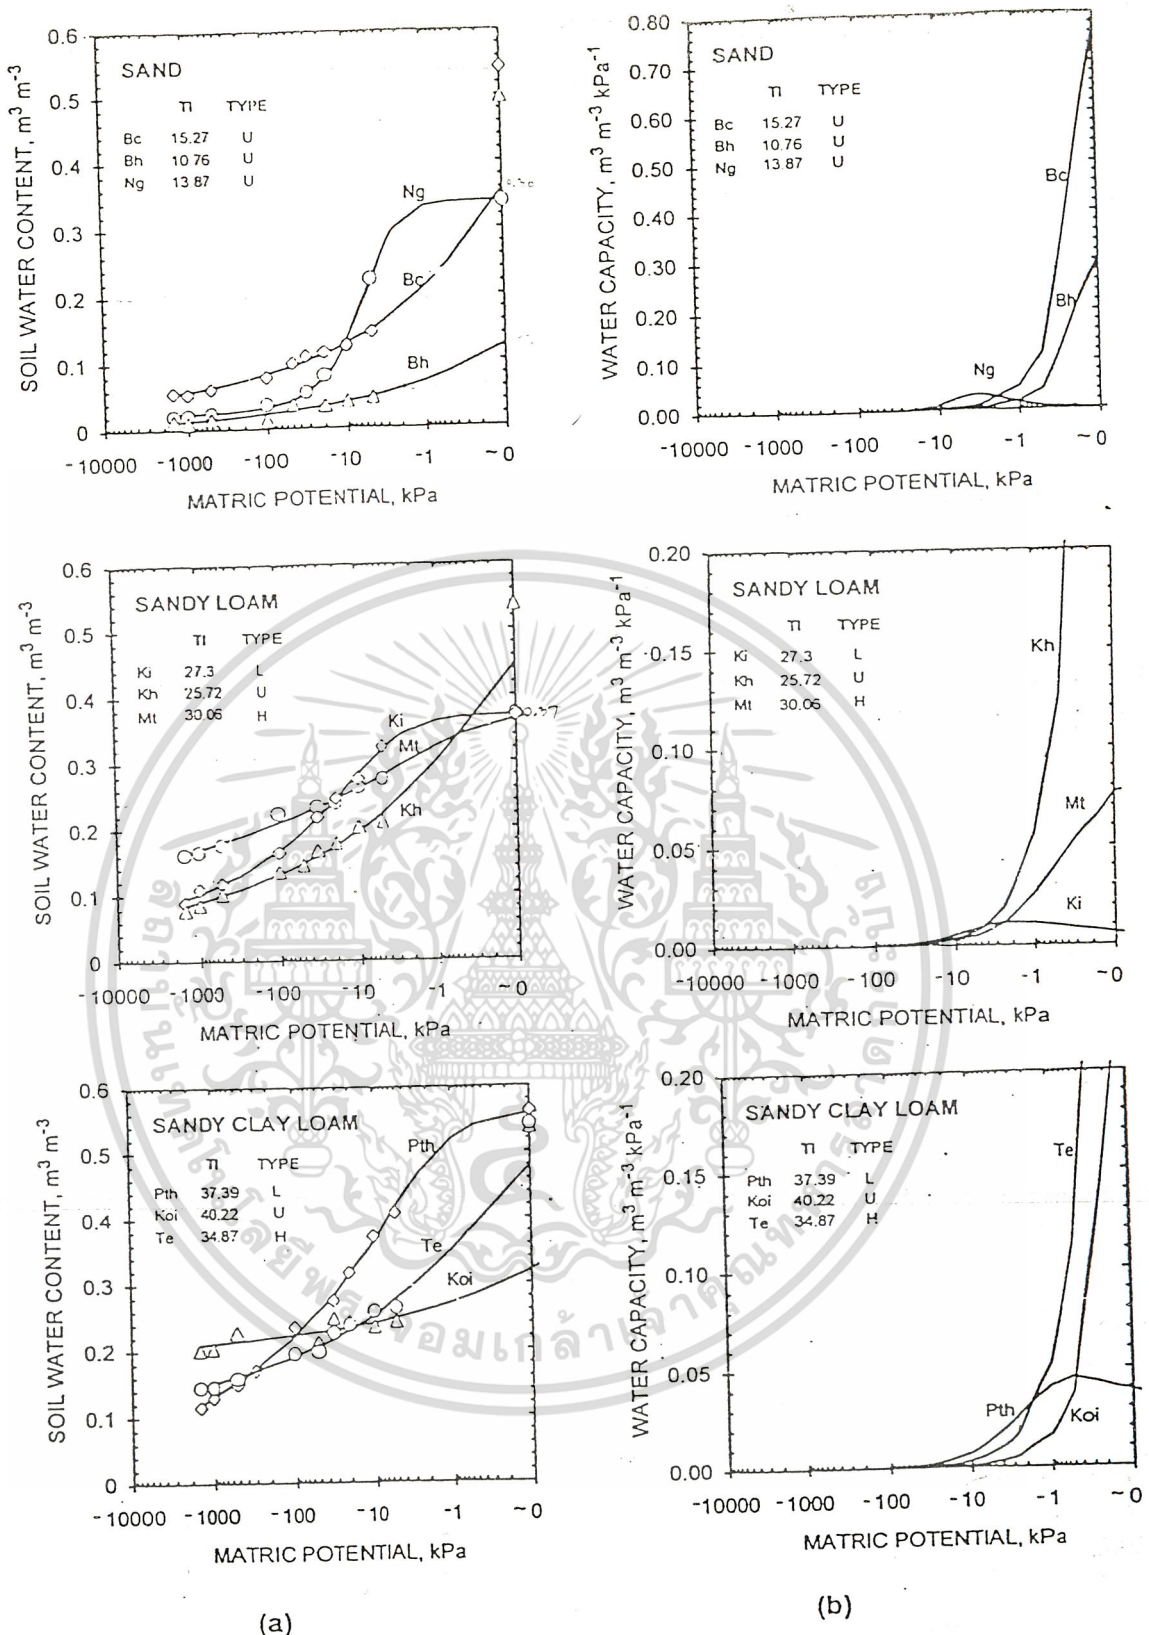 SAND
TI TYPE
Bc 15.27 U
Bh 10.76 U
Ng 13.87 U
Ng
Bc
Bh
0.6
0.5
0.4
0.3
0.2
0.1
0
SOIL WATER CONTENT, m³ m⁻³
-10000 -1000 -100 -10 -1 ~0
MATRIC POTENTIAL, kPa
SAND
TI TYPE
Bc 15.27 U
Bh 10.76 U
Ng 13.87 U
Bc
Bh
Ng
0.80
0.70
0.60
0.50
0.40
0.30
0.20
0.10
0.00
WATER CAPACITY, m³ m⁻³ kPa⁻¹
-10000 -1000 -100 -10 -1 ~0
MATRIC POTENTIAL, kPa
SANDY LOAM
TI TYPE
Ki 27.3 L
Kh 25.72 U
Mt 30.06 H
Ki
Mt
Kh
0.37
0.6
0.5
0.4
0.3
0.2
0.1
0
SOIL WATER CONTENT, m³ m⁻³
-10000 -1000 -100 -10 -1 ~0
MATRIC POTENTIAL, kPa
SANDY LOAM
TI TYPE
Ki 27.3 L
Kh 25.72 U
Mt 30.06 H
Kh
Mt
Ki
0.20
0.15
0.10
0.05
0.00
WATER CAPACITY, m³ m⁻³ kPa⁻¹
-10000 -1000 -100 -10 -1 ~0
MATRIC POTENTIAL, kPa
SANDY CLAY LOAM
TI TYPE
Pth 37.39 L
Koi 40.22 U
Te 34.87 H
Pth
Te
Koi
0.6
0.5
0.4
0.3
0.2
0.1
0
SOIL WATER CONTENT, m³ m⁻³
-10000 -1000 -100 -10 -1 ~0
MATRIC POTENTIAL, kPa
SANDY CLAY LOAM
TI TYPE
Pth 37.39 L
Koi 40.22 U
Te 34.87 H
Te
Pth
Koi
0.20
0.15
0.10
0.05
0.00
WATER CAPACITY, m³ m⁻³ kPa⁻¹
-10000 -1000 -100 -10 -1 ~0
MATRIC POTENTIAL, kPa
(a)
(b)